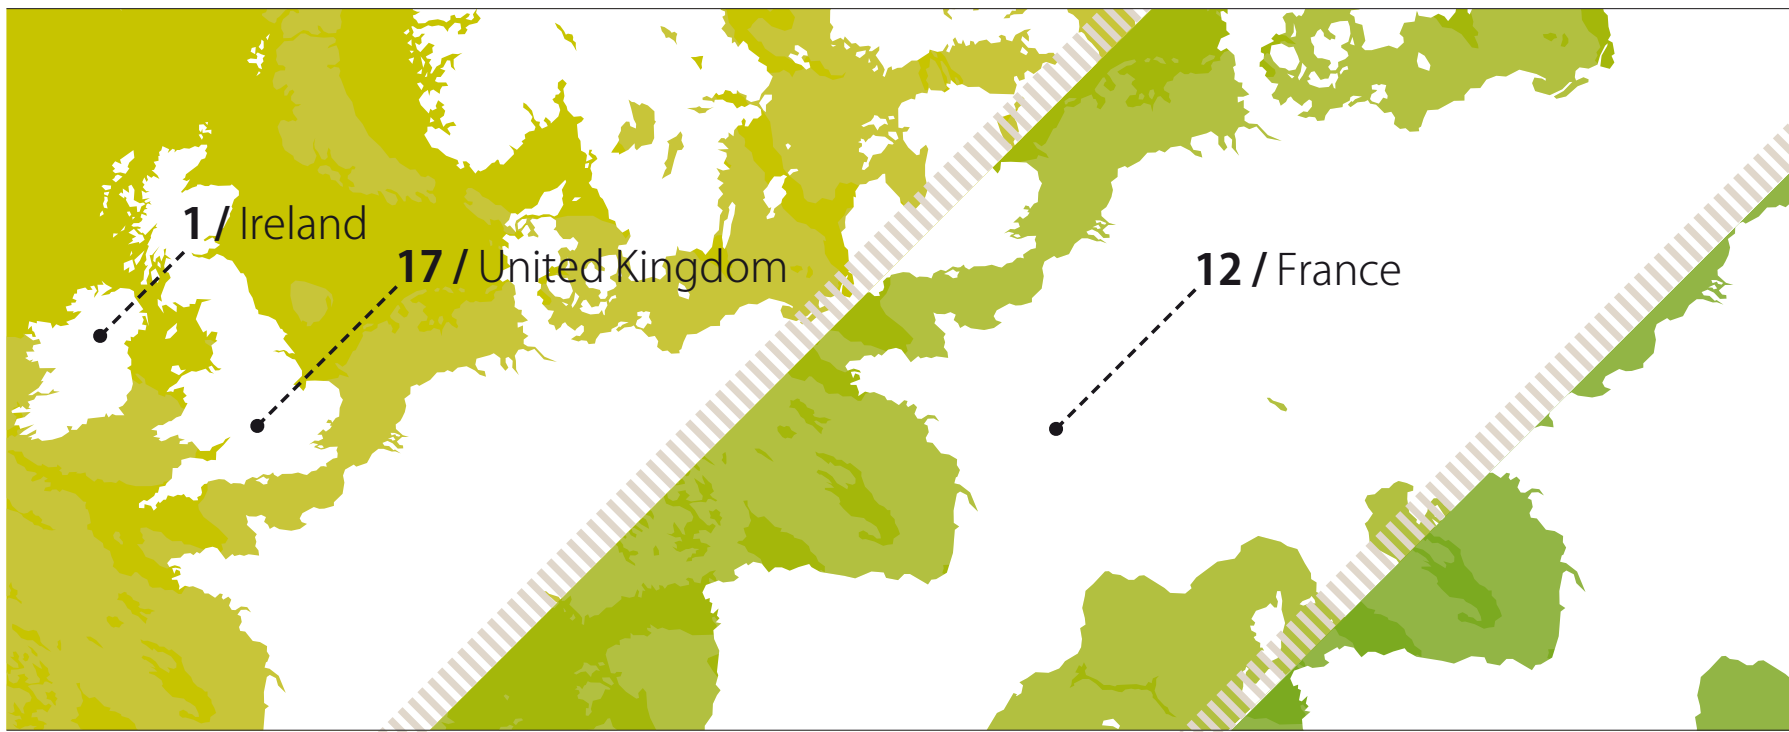 1 / Ireland
17 / United Kingdom
12 / France